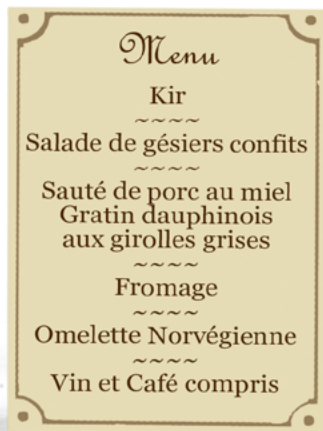 Menu
Kir
~~~~
Salade de gésiers confits
~~~~
Sauté de porc au miel
Gratin dauphinois
aux girolles grises
~~~~
Fromage
~~~~
Omelette Norvégienne
~~~~
Vin et Café compris